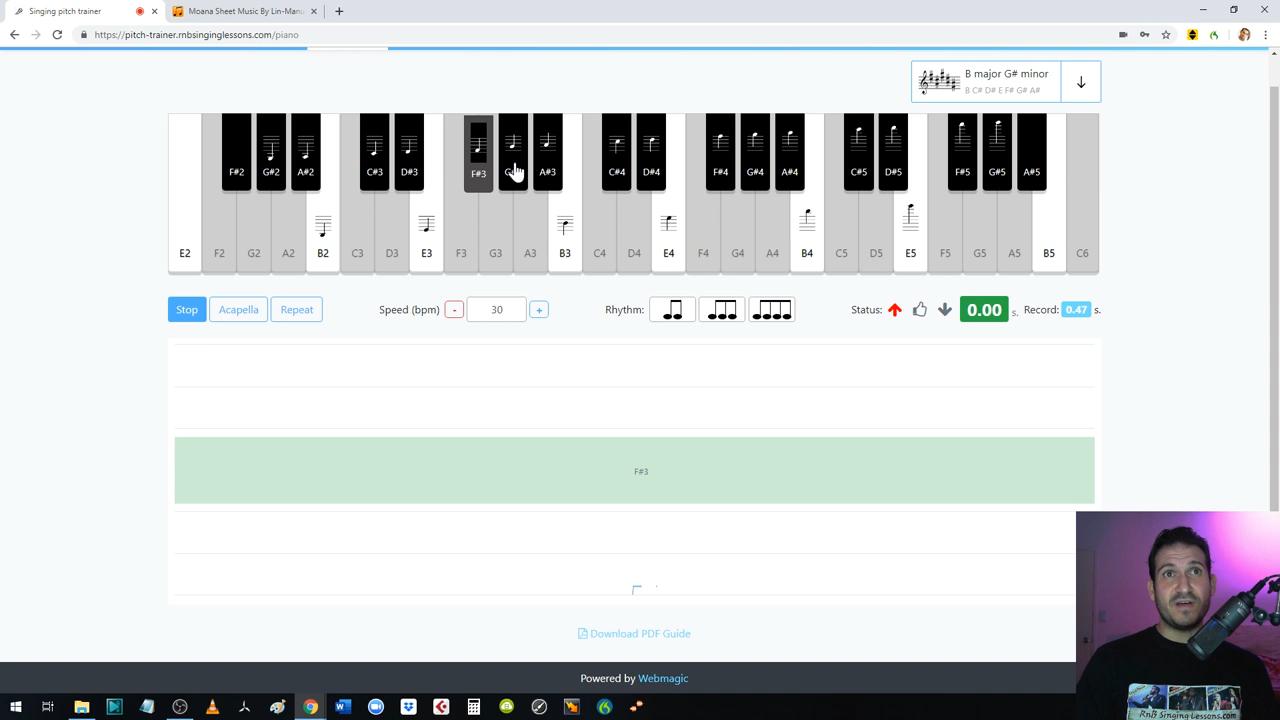 Singing pitch trainer
Moana Sheet Music By Lin-Manu
https://pitch-trainer.rnbsinginglessons.com/piano
B major G# minor
B C# D# E F# G# A#
F#2 G#2 A#2 C#3 D#3 F#3 A#3 C#4 D#4 F#4 G#4 A#4 C#5 D#5 F#5 G#5 A#5
E2 F2 G2 A2 B2 C3 D3 E3 F3 G3 A3 B3 C4 D4 E4 F4 G4 A4 B4 C5 D5 E5 F5 G5 A5 B5 C6
Stop Acapella Repeat Speed (bpm) - 30 + Rhythm: Status: 0.00 s. Record: 0.47 s.
F#3
Download PDF Guide
Powered by Webmagic
RnB Singing Lessons.com